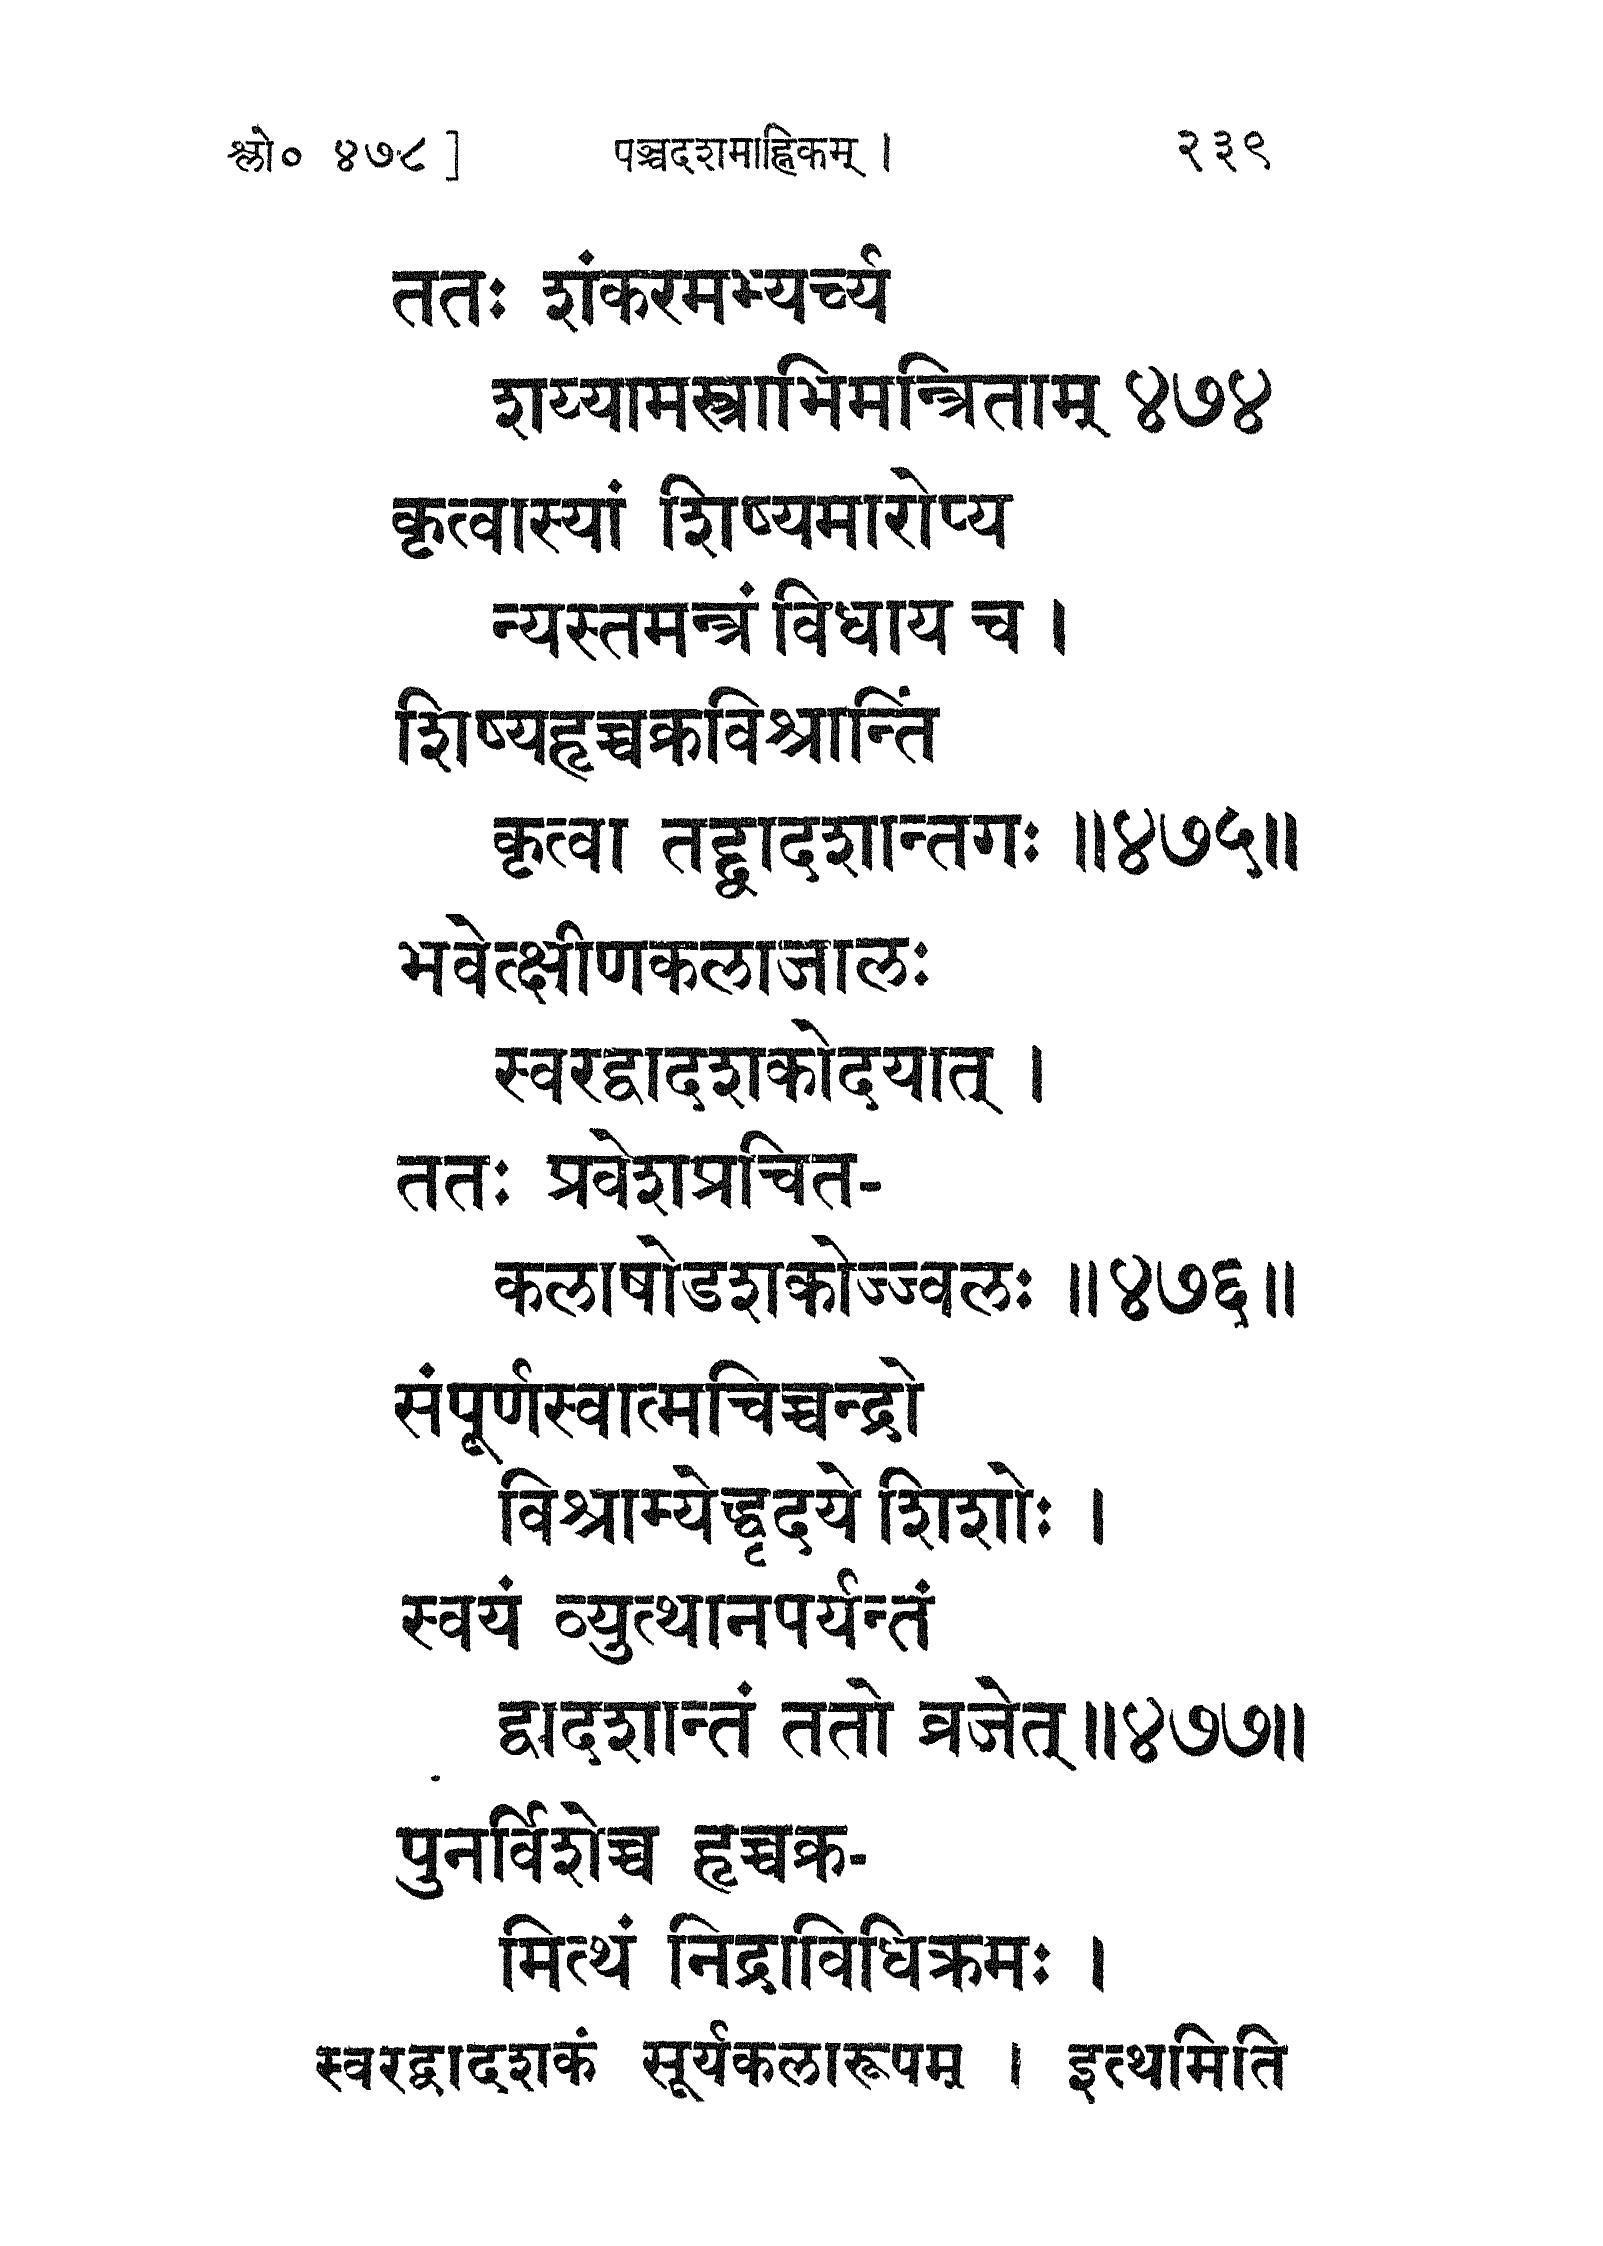 श्लो० ४७८ ] पञ्चदशमाह्निकम् । २३९
ततः शंकरमभ्यर्च्य
शय्यामस्त्राभिमन्त्रिताम् ४७४
कृत्वास्यां शिष्यमारोप्य
न्यस्तमन्त्रं विधाय च ।
शिष्यहृच्चक्रविश्रान्तिं
कृत्वा तद्द्वादशान्तगः ॥४७५॥
भवेत्क्षीणकलाजालः
स्वरद्वादशकोदयात् ।
ततः प्रवेशप्रचित-
कलाषोडशकोज्ज्वलः ॥४७६॥
संपूर्णस्वात्मचिच्चन्द्रो
विश्राम्येद्धृदये शिशोः ।
स्वयं व्युत्थानपर्यन्तं
द्वादशान्तं ततो व्रजेत् ॥४७७॥
पुनर्विशेच्च हृच्चक्र-
मित्थं निद्राविधिक्रमः ।
स्वरद्वादशकं सूर्यकलारूपम् । इत्थमिति